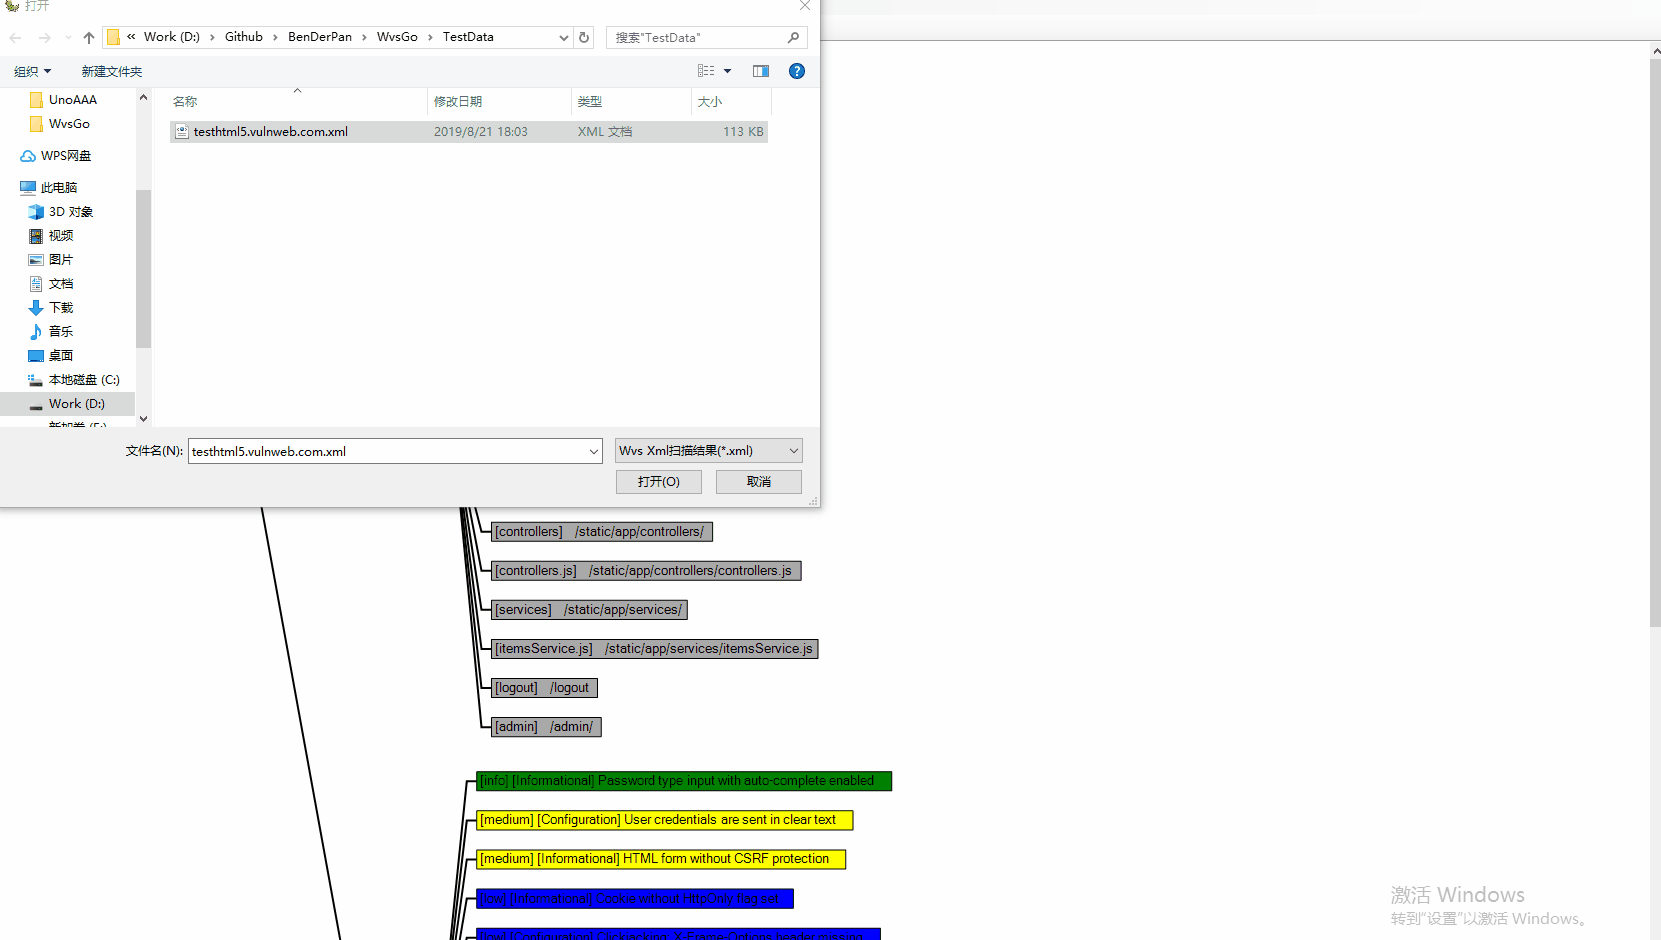 打开
« Work (D:) › Github › BenDerPan › WvsGo › TestData
搜索"TestData"
组织 新建文件夹
UnoAAA
WvsGo
WPS网盘
此电脑
3D 对象
视频
图片
文档
下载
音乐
桌面
本地磁盘 (C:)
Work (D:)
新加卷 (E:)
名称 修改日期 类型 大小
testhtml5.vulnweb.com.xml 2019/8/21 18:03 XML 文档 113 KB
文件名(N): testhtml5.vulnweb.com.xml Wvs Xml扫描结果(*.xml)
打开(O) 取消
[controllers] /static/app/controllers/
[controllers.js] /static/app/controllers/controllers.js
[services] /static/app/services/
[itemsService.js] /static/app/services/itemsService.js
[logout] /logout
[admin] /admin/
[info] [Informational] Password type input with auto-complete enabled
[medium] [Configuration] User credentials are sent in clear text
[medium] [Informational] HTML form without CSRF protection
[low] [Informational] Cookie without HttpOnly flag set
[low] [Configuration] Clickjacking: X-Frame-Options header missing
激活 Windows
转到"设置"以激活 Windows。